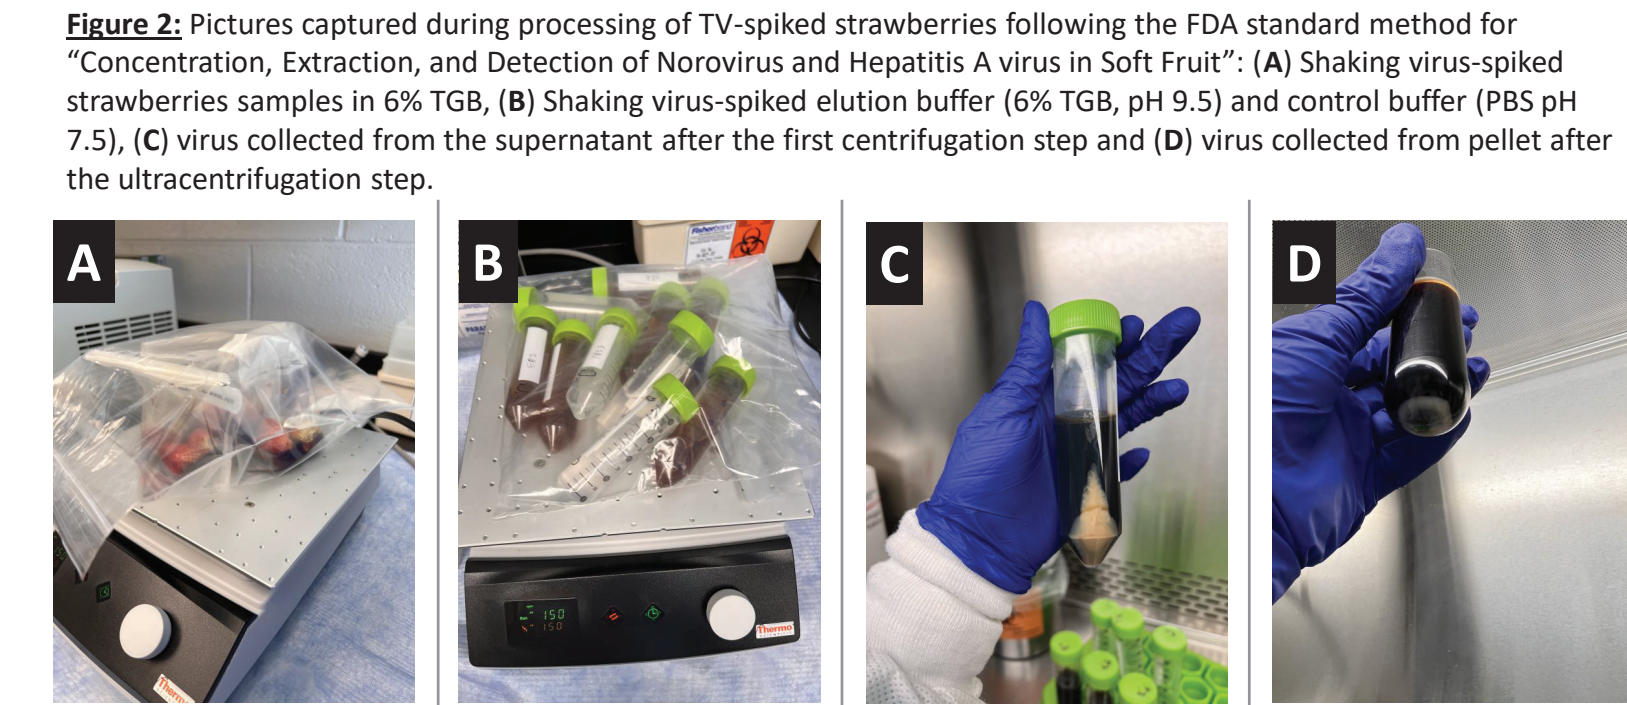 Figure 2: Pictures captured during processing of TV-spiked strawberries following the FDA standard method for
“Concentration, Extraction, and Detection of Norovirus and Hepatitis A virus in Soft Fruit”: (A) Shaking virus-spiked
strawberries samples in 6% TGB, (B) Shaking virus-spiked elution buffer (6% TGB, pH 9.5) and control buffer (PBS pH
7.5), (C) virus collected from the supernatant after the first centrifugation step and (D) virus collected from pellet after
the ultracentrifugation step.
A
B
C
D
Fisherbrand
150
150
Thermo
SCIENTIFIC
Thermo